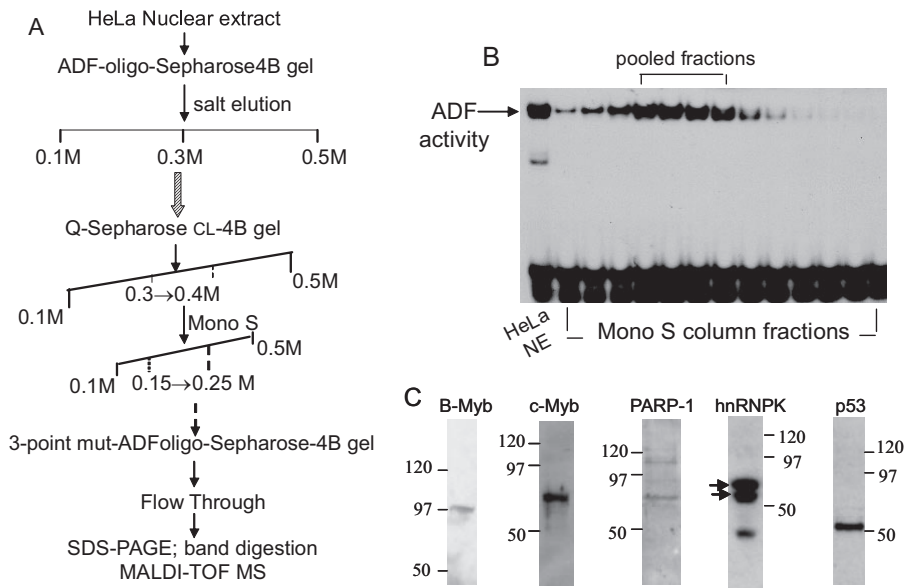 A
HeLa Nuclear extract
ADF-oligo-Sepharose4B gel
salt elution
0.1M 0.3M 0.5M
Q-Sepharose CL-4B gel
0.1M 0.3→0.4M 0.5M
Mono S
0.1M 0.15→0.25 M 0.5M
3-point mut-ADFoligo-Sepharose-4B gel
Flow Through
SDS-PAGE; band digestion
MALDI-TOF MS
B
pooled fractions
ADF
activity
HeLa
NE
Mono S column fractions
C
B-Myb c-Myb PARP-1 hnRNPK p53
120
97
50
120
97
50
120
97
50
120
97
50
120
97
50